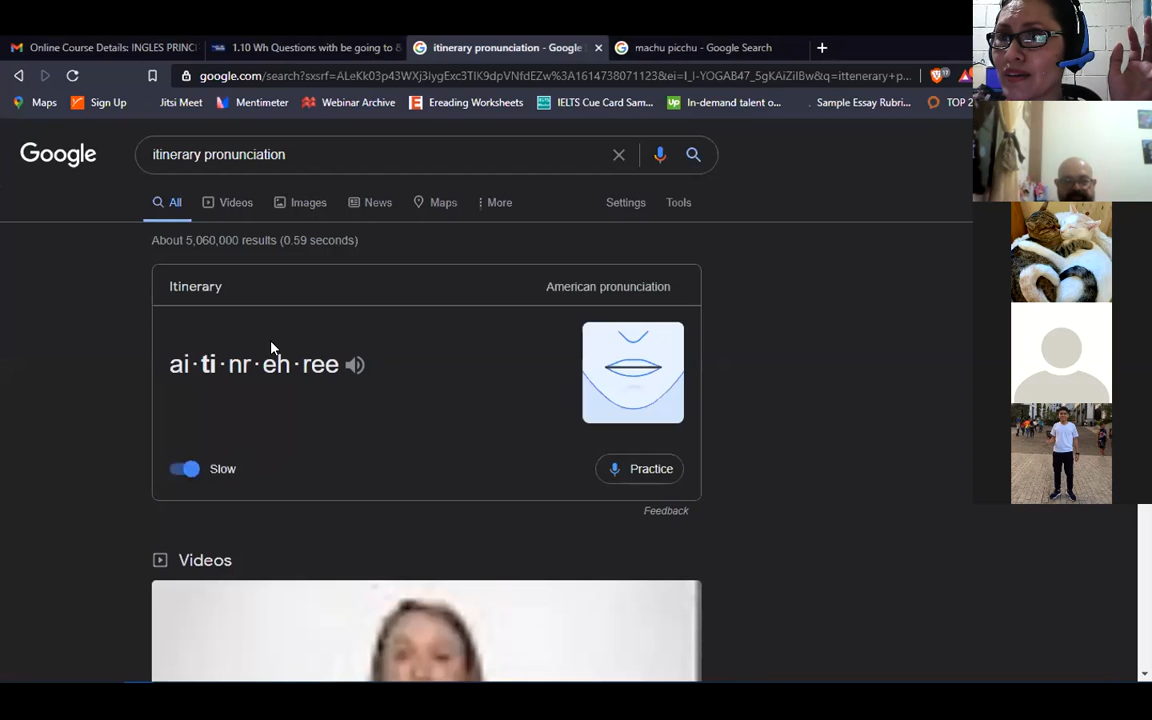 Online Course Details: INGLES PRINC
1.10 Wh Questions with be going to &
itinerary pronunciation - Google
machu picchu - Google Search
google.com/search?sxsrf=ALeKk03p43WXj3IygExc3TIK9dpVNfdEZw%3A1614738071123&ei=I_I-YOGAB47_5gKAiZiIBw&q=ittenerary+p...
Maps
Sign Up
Jitsi Meet
Mentimeter
Webinar Archive
Ereading Worksheets
IELTS Cue Card Sam...
In-demand talent o...
Sample Essay Rubri...
TOP 2
Google
itinerary pronunciation
All
Videos
Images
News
Maps
More
Settings
Tools
About 5,060,000 results (0.59 seconds)
Itinerary
American pronunciation
ai·ti·nr·eh·ree
Slow
Practice
Feedback
Videos